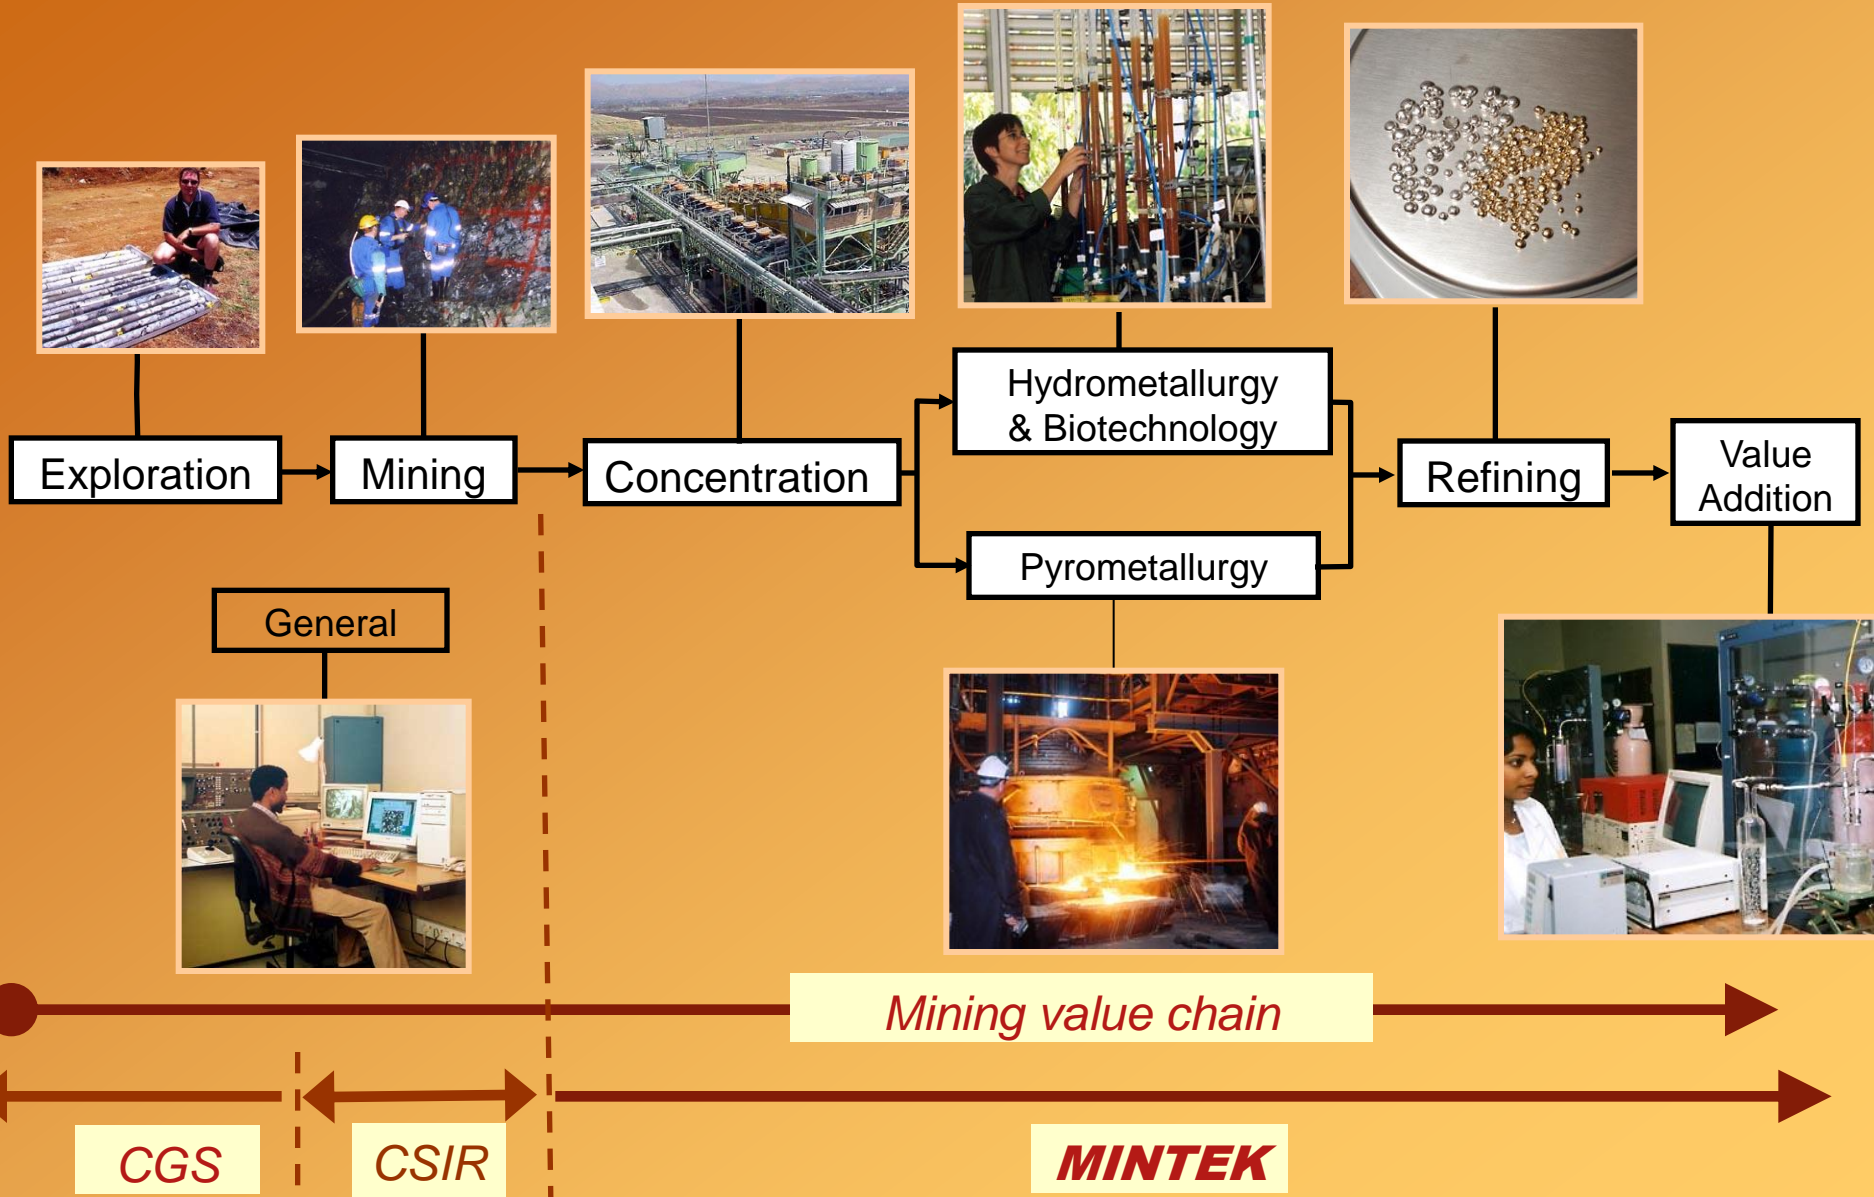 Exploration
Mining
Concentration
Hydrometallurgy
& Biotechnology
Pyrometallurgy
Refining
Value
Addition
General
Mining value chain
CGS
CSIR
MINTEK